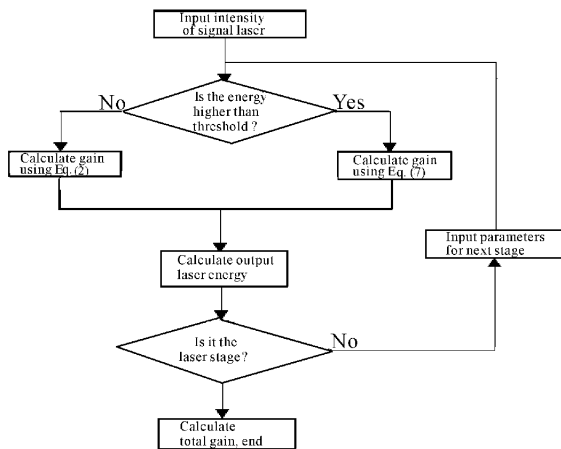 Input intensity
of signal laser
Is the energy
higher than
threshold ?
No
Yes
Calculate gain
using Eq. (2)
Calculate gain
using Eq. (7)
Calculate output
laser energy
Input parameters
for next stage
Is it the
laser stage?
No
Calculate
total gain, end